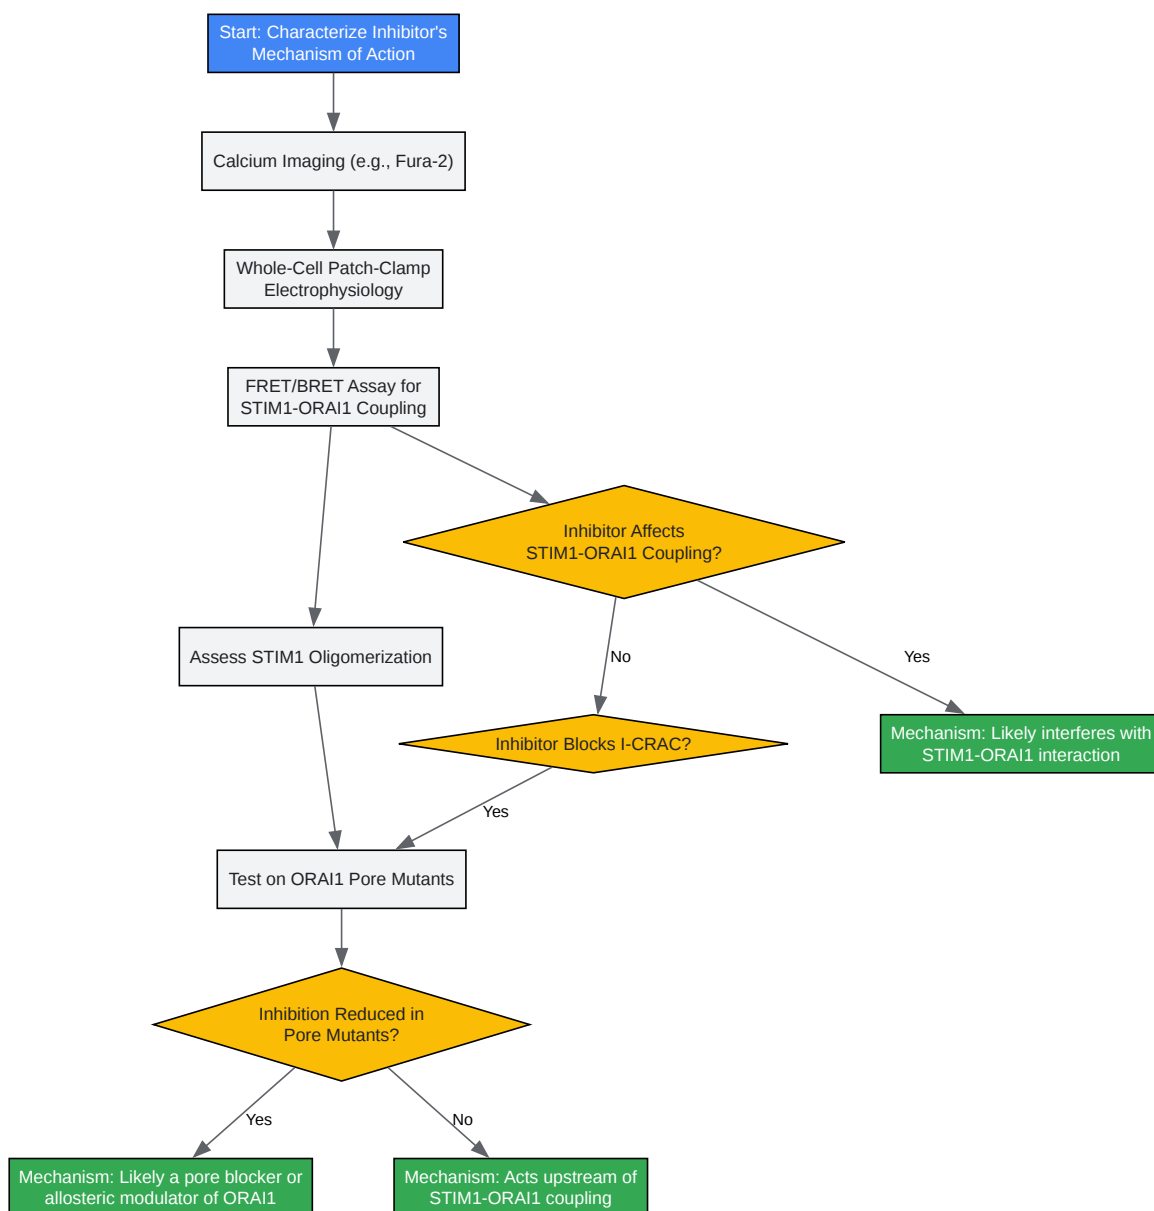 Start: Characterize Inhibitor's
Mechanism of Action
Calcium Imaging (e.g., Fura-2)
Whole-Cell Patch-Clamp
Electrophysiology
FRET/BRET Assay for
STIM1-ORAI1 Coupling
Inhibitor Affects
STIM1-ORAI1 Coupling?
Assess STIM1 Oligomerization
No
Yes
Inhibitor Blocks I-CRAC?
Mechanism: Likely interferes with
STIM1-ORAI1 interaction
Yes
Test on ORAI1 Pore Mutants
Inhibition Reduced in
Pore Mutants?
Yes
No
Mechanism: Likely a pore blocker or
allosteric modulator of ORAI1
Mechanism: Acts upstream of
STIM1-ORAI1 coupling